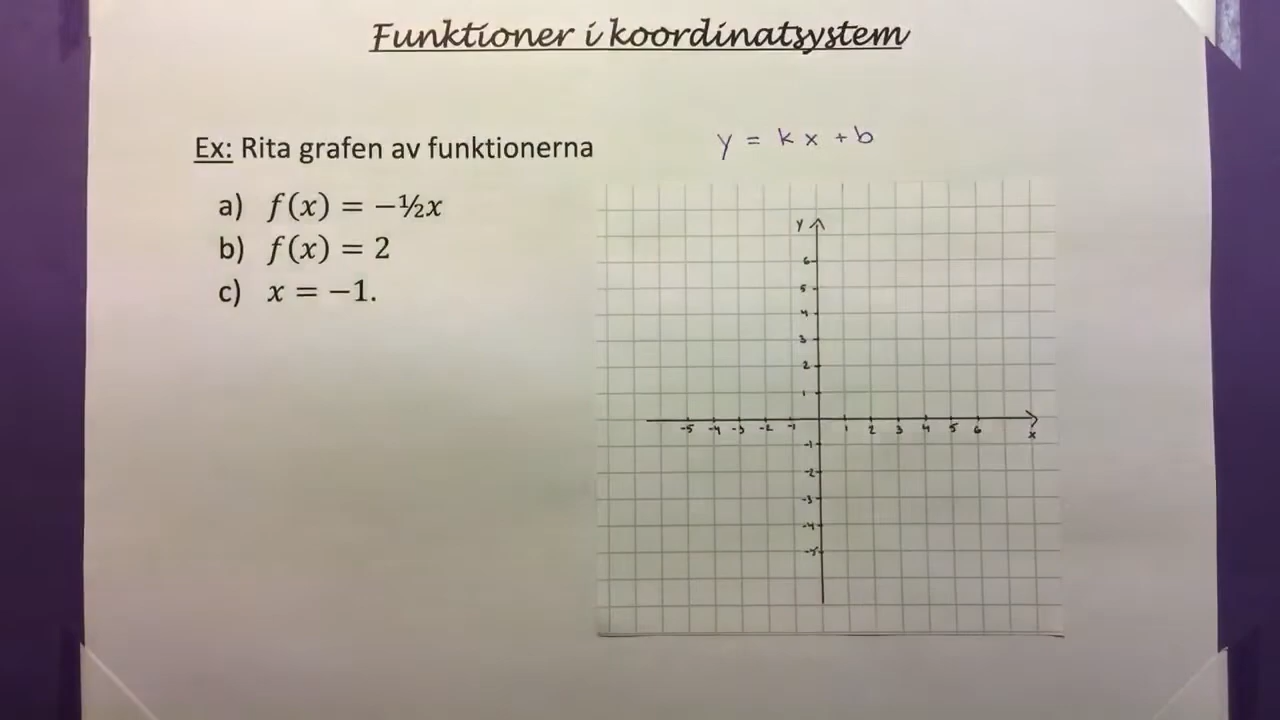 Funktioner i koordinatsystem
Ex: Rita grafen av funktionerna
y = kx + b
a) f(x) = −½x
b) f(x) = 2
c) x = −1.
y
6
5
4
3
2
1
-5 -4 -3 -2 -1 1 2 3 4 5 6 x
-1
-2
-3
-4
-5